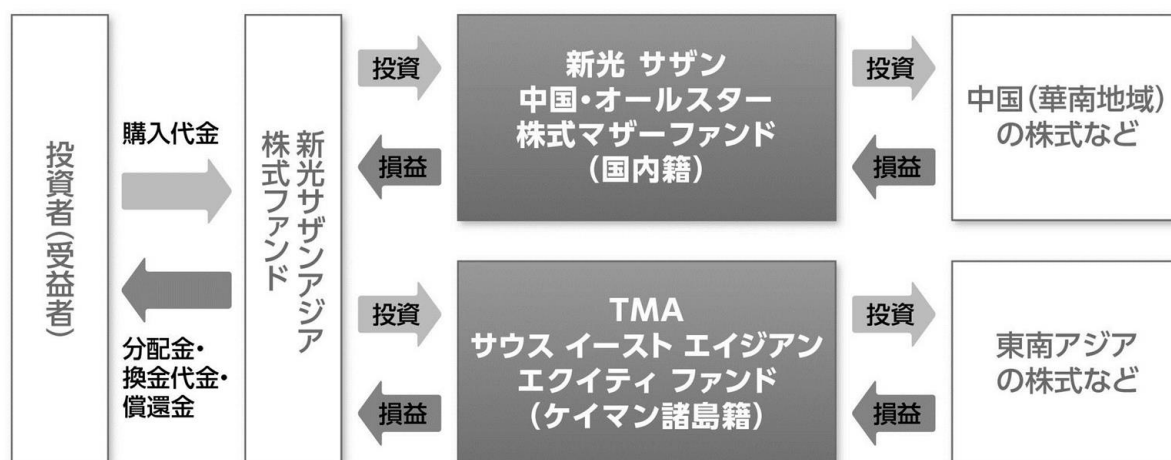 投資者（受益者）
購入代金
分配金・
換金代金・
償還金
新光サザンアジア
株式ファンド
投資
損益
新光 サザン
中国・オールスター
株式マザーファンド
（国内籍）
投資
損益
中国（華南地域）
の株式など
投資
損益
TMA
サウス イースト エイジアン
エクイティ ファンド
（ケイマン諸島籍）
投資
損益
東南アジア
の株式など